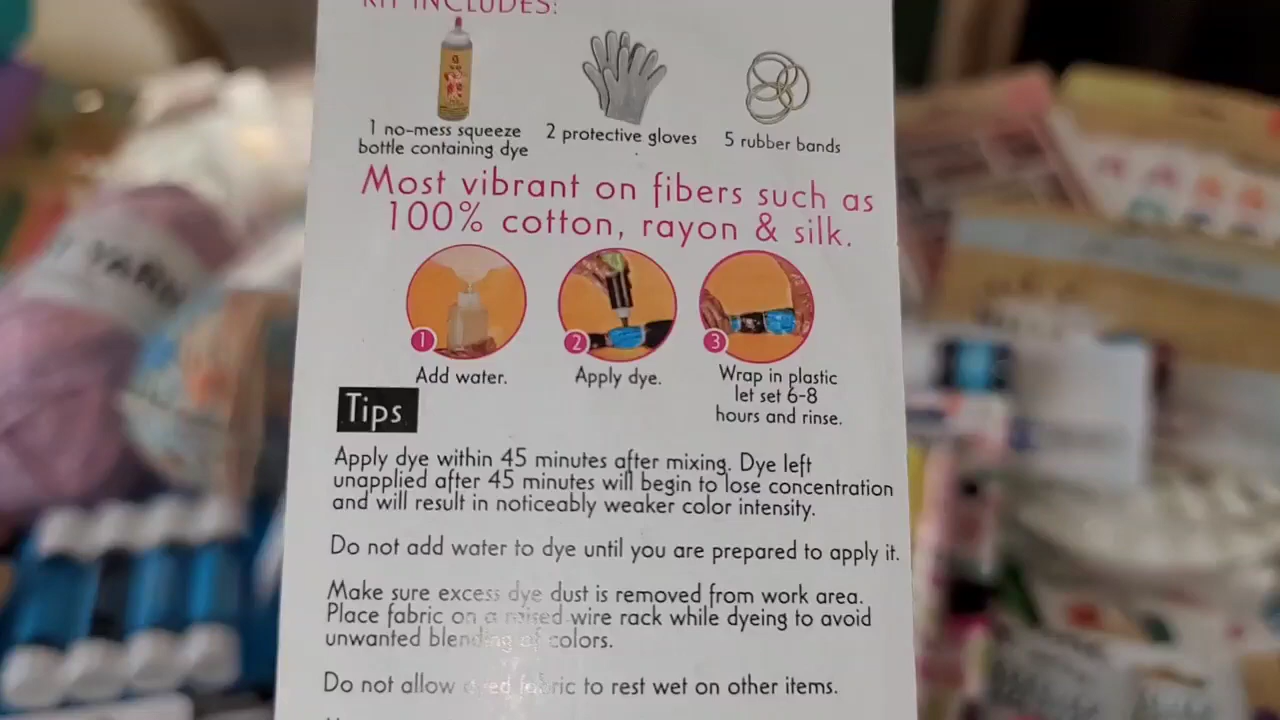 KIT INCLUDES:
1 no-mess squeeze
bottle containing dye
2 protective gloves
5 rubber bands
Most vibrant on fibers such as
100% cotton, rayon & silk.
1
Add water.
2
Apply dye.
3
Wrap in plastic
let set 6-8
hours and rinse.
Tips
Apply dye within 45 minutes after mixing. Dye left
unapplied after 45 minutes will begin to lose concentration
and will result in noticeably weaker color intensity.
Do not add water to dye until you are prepared to apply it.
Make sure excess dye dust is removed from work area.
Place fabric on a raised wire rack while dyeing to avoid
unwanted blending of colors.
Do not allow dyed fabric to rest wet on other items.
YARN